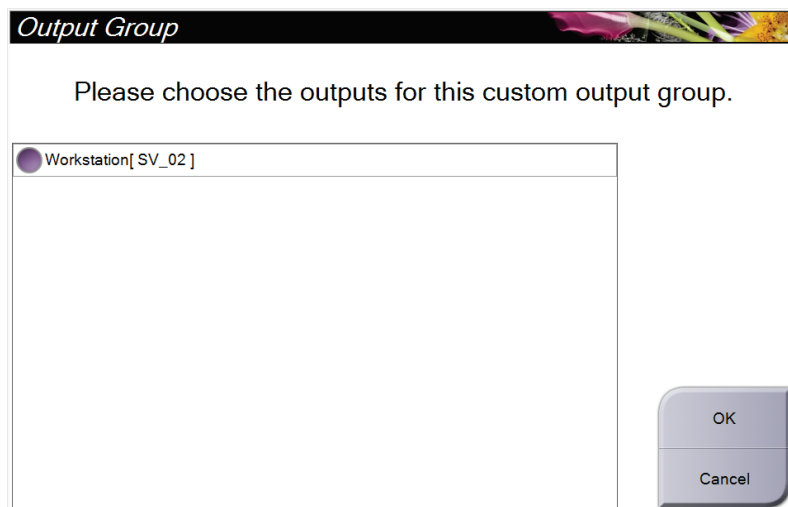 Output Group
Please choose the outputs for this custom output group.
Workstation[ SV_02 ]
OK
Cancel